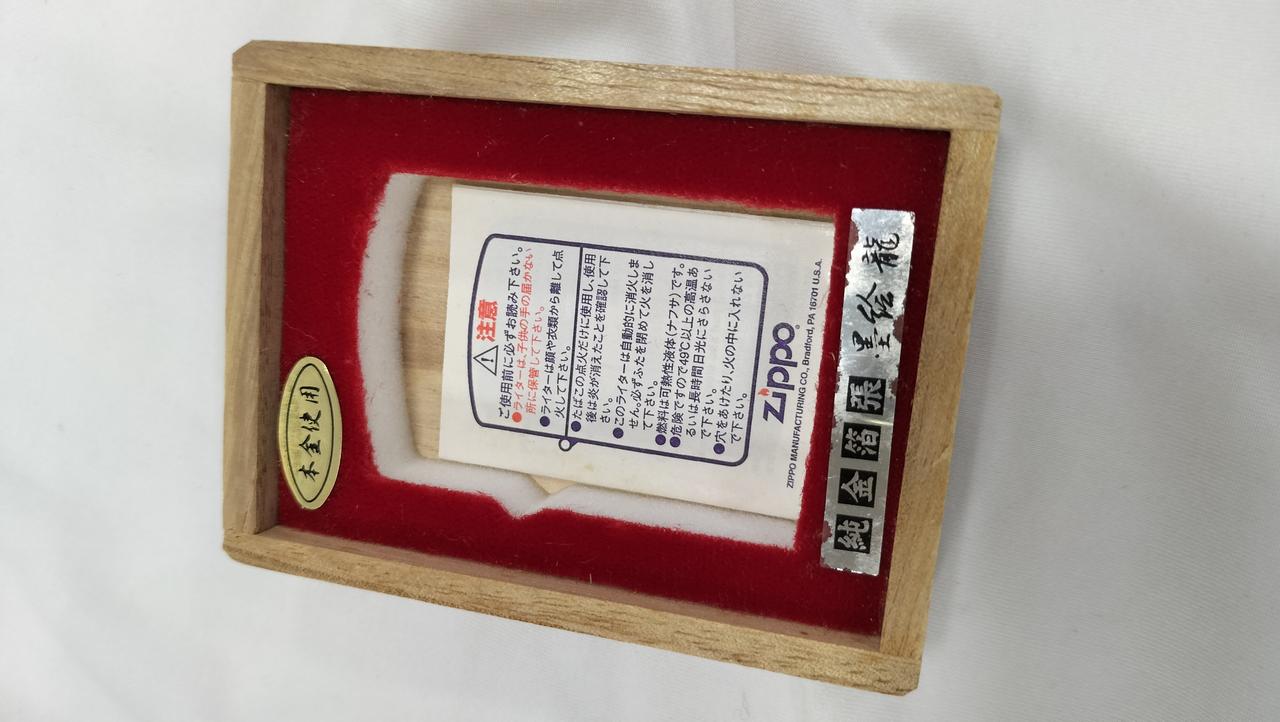 本金使用
注意
ご使用前に必ずお読み下さい。
●ライターは、子供の手の届かない
所に保管して下さい。
●ライターは顔や衣類から離して点
火して下さい。
●たばこの点火だけに使用し、使用
後は炎が消えたことを確認して下
さい。
●このライターは自動的に消火しま
せん。必ずふたを閉めて火を消し
て下さい。
●燃料は可熱性液体(ナフサ)です。
●危険ですので49℃以上の高温あ
るいは長時間日光にさらさない
で下さい。
●穴をあけたり、火の中に入れない
で下さい。
zippo®
ZIPPO MANUFACTURING CO., Bradford, PA 16701 U.S.A.
純金箔張 墨絵龍